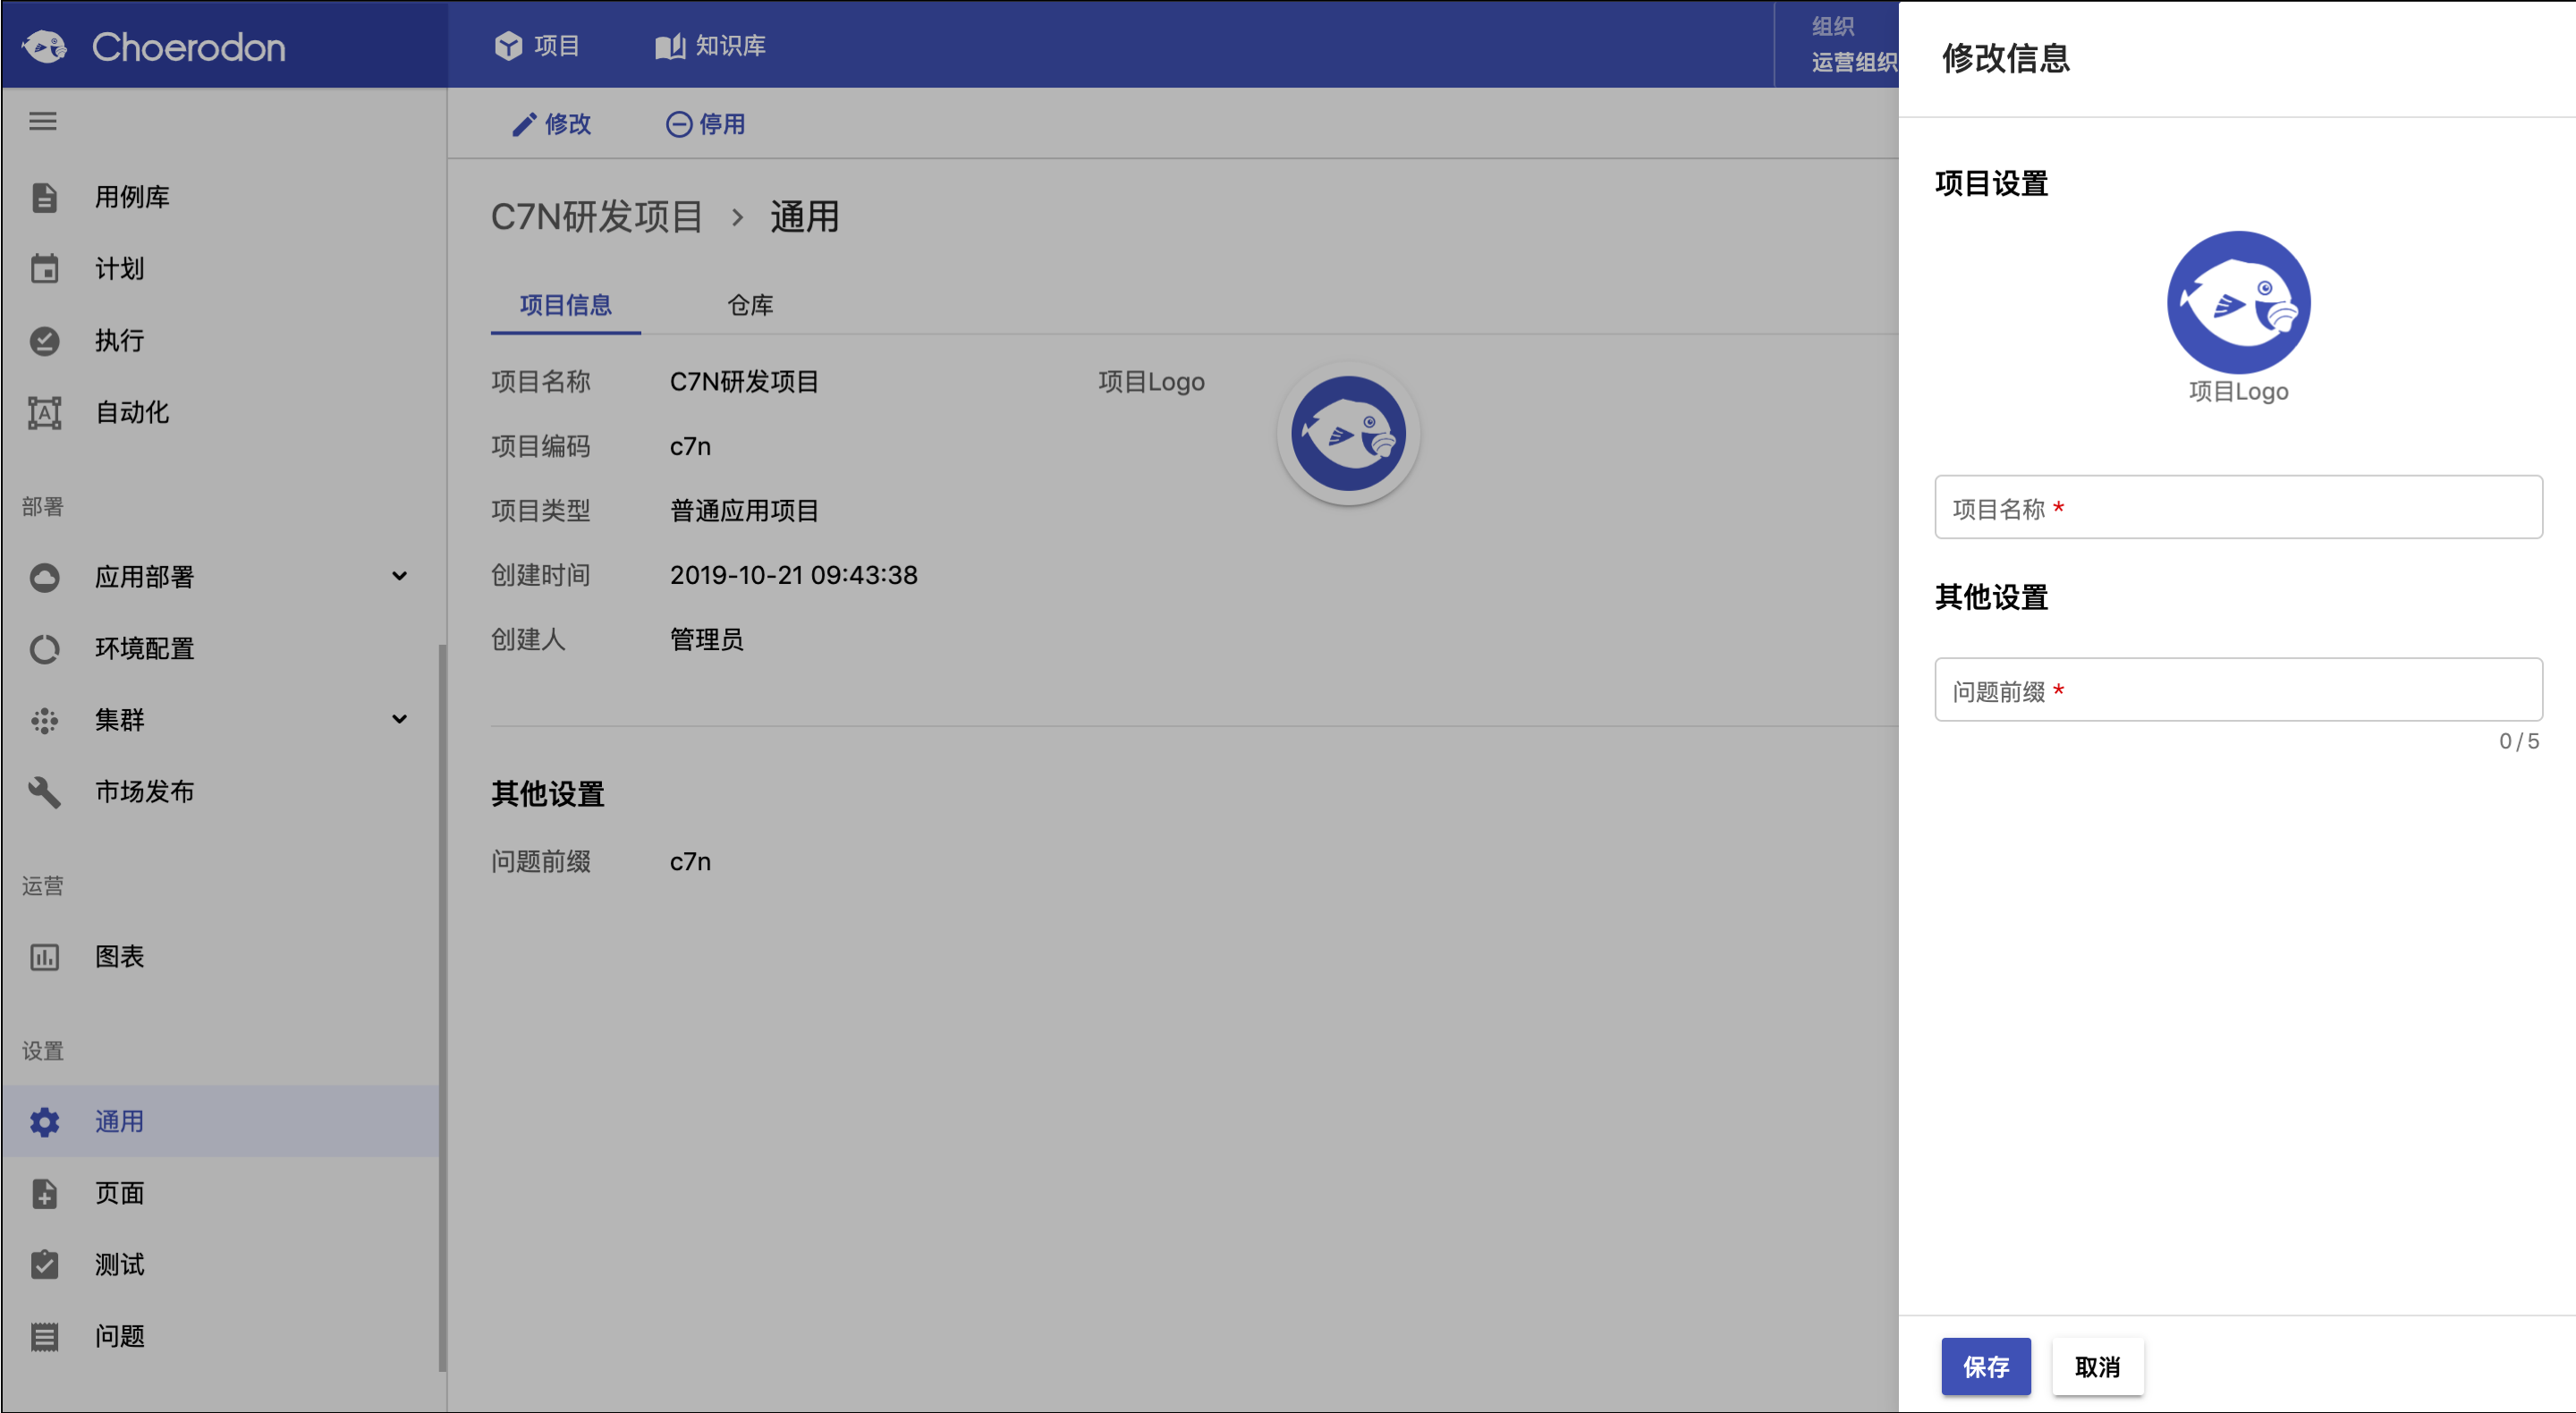 Choerodon
项目
知识库
组织
运营组织
用例库
计划
执行
自动化
部署
应用部署
环境配置
集群
市场发布
运营
图表
设置
通用
页面
测试
问题
修改
停用
C7N研发项目 › 通用
项目信息
仓库
项目名称 C7N研发项目
项目Logo
项目编码 c7n
项目类型 普通应用项目
创建时间 2019-10-21 09:43:38
创建人 管理员
其他设置
问题前缀 c7n
修改信息
项目设置
项目Logo
项目名称 *
其他设置
问题前缀 *
0/5
保存
取消